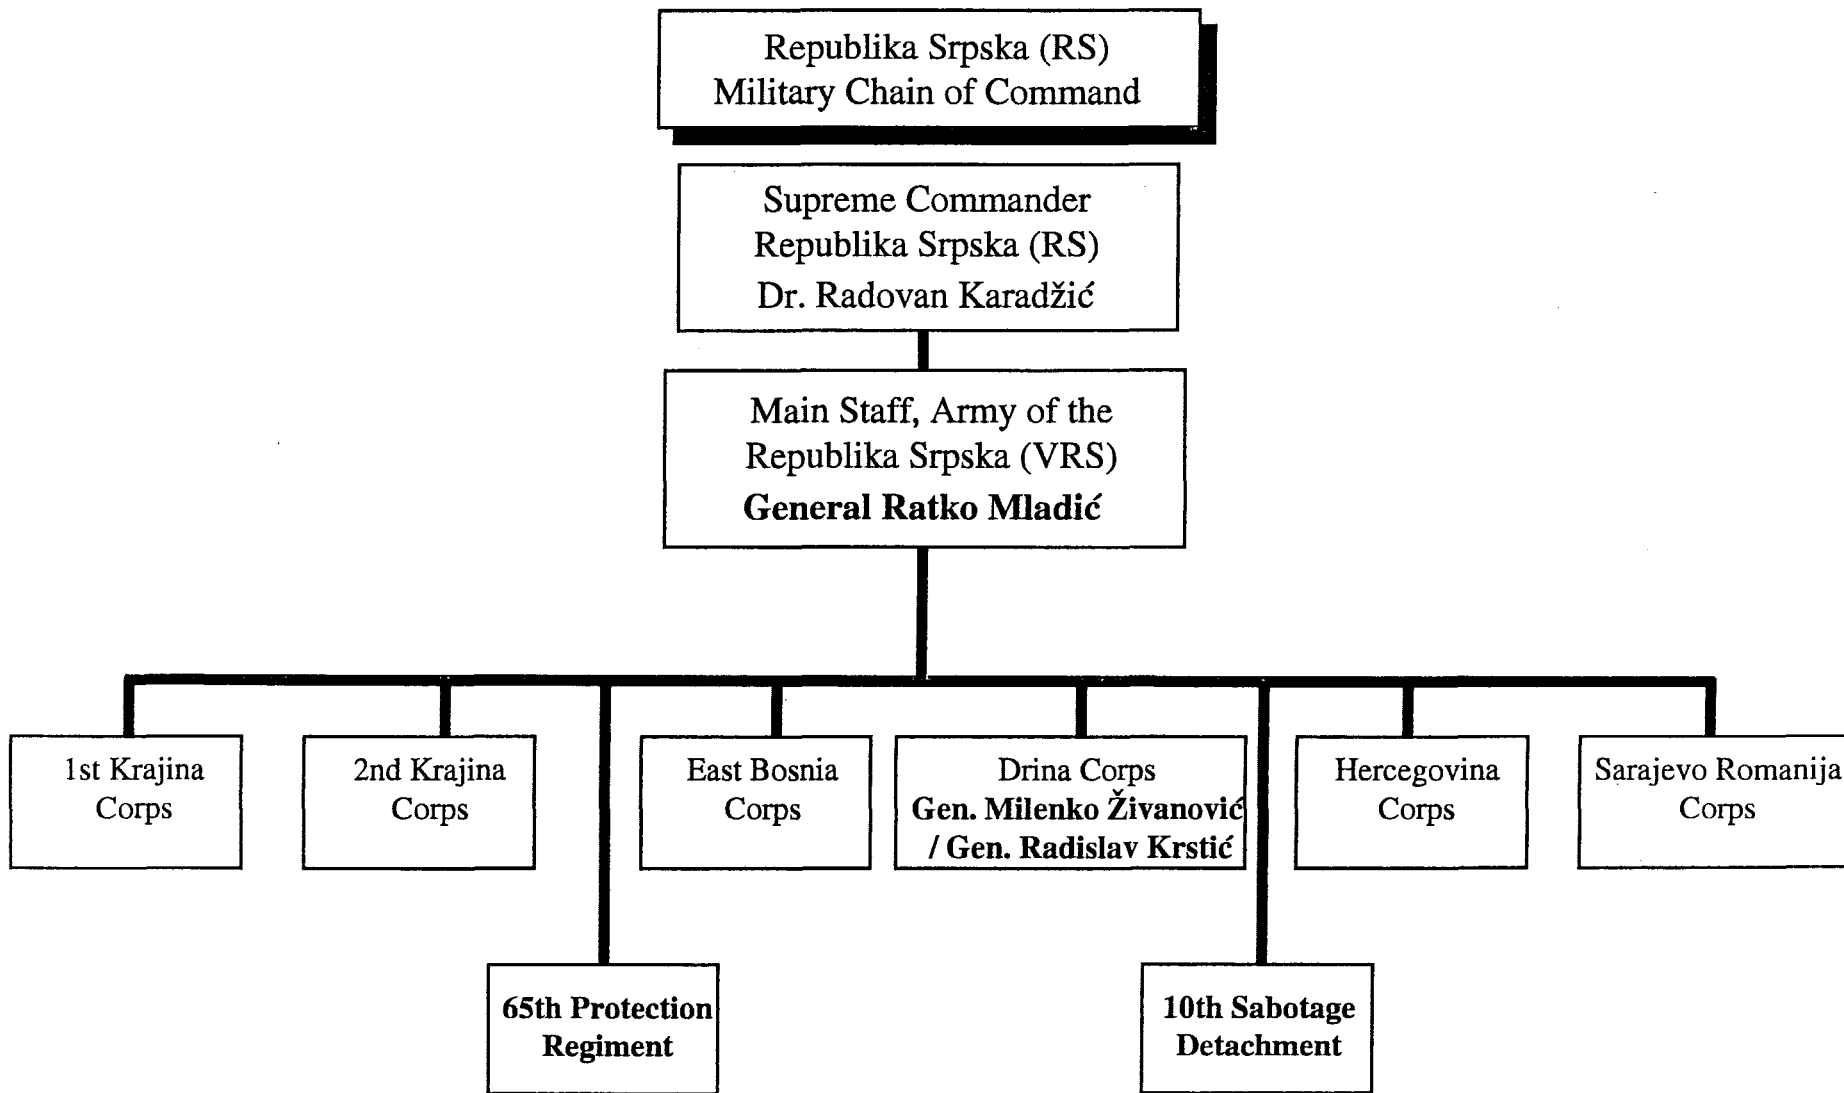 Republika Srpska (RS)
Military Chain of Command
Supreme Commander
Republika Srpska (RS)
Dr. Radovan Karadžić
Main Staff, Army of the
Republika Srpska (VRS)
General Ratko Mladić
1st Krajina
Corps
2nd Krajina
Corps
East Bosnia
Corps
Drina Corps
Gen. Milenko Živanović
/ Gen. Radislav Krstić
Hercegovina
Corps
Sarajevo Romanija
Corps
65th Protection
Regiment
10th Sabotage
Detachment